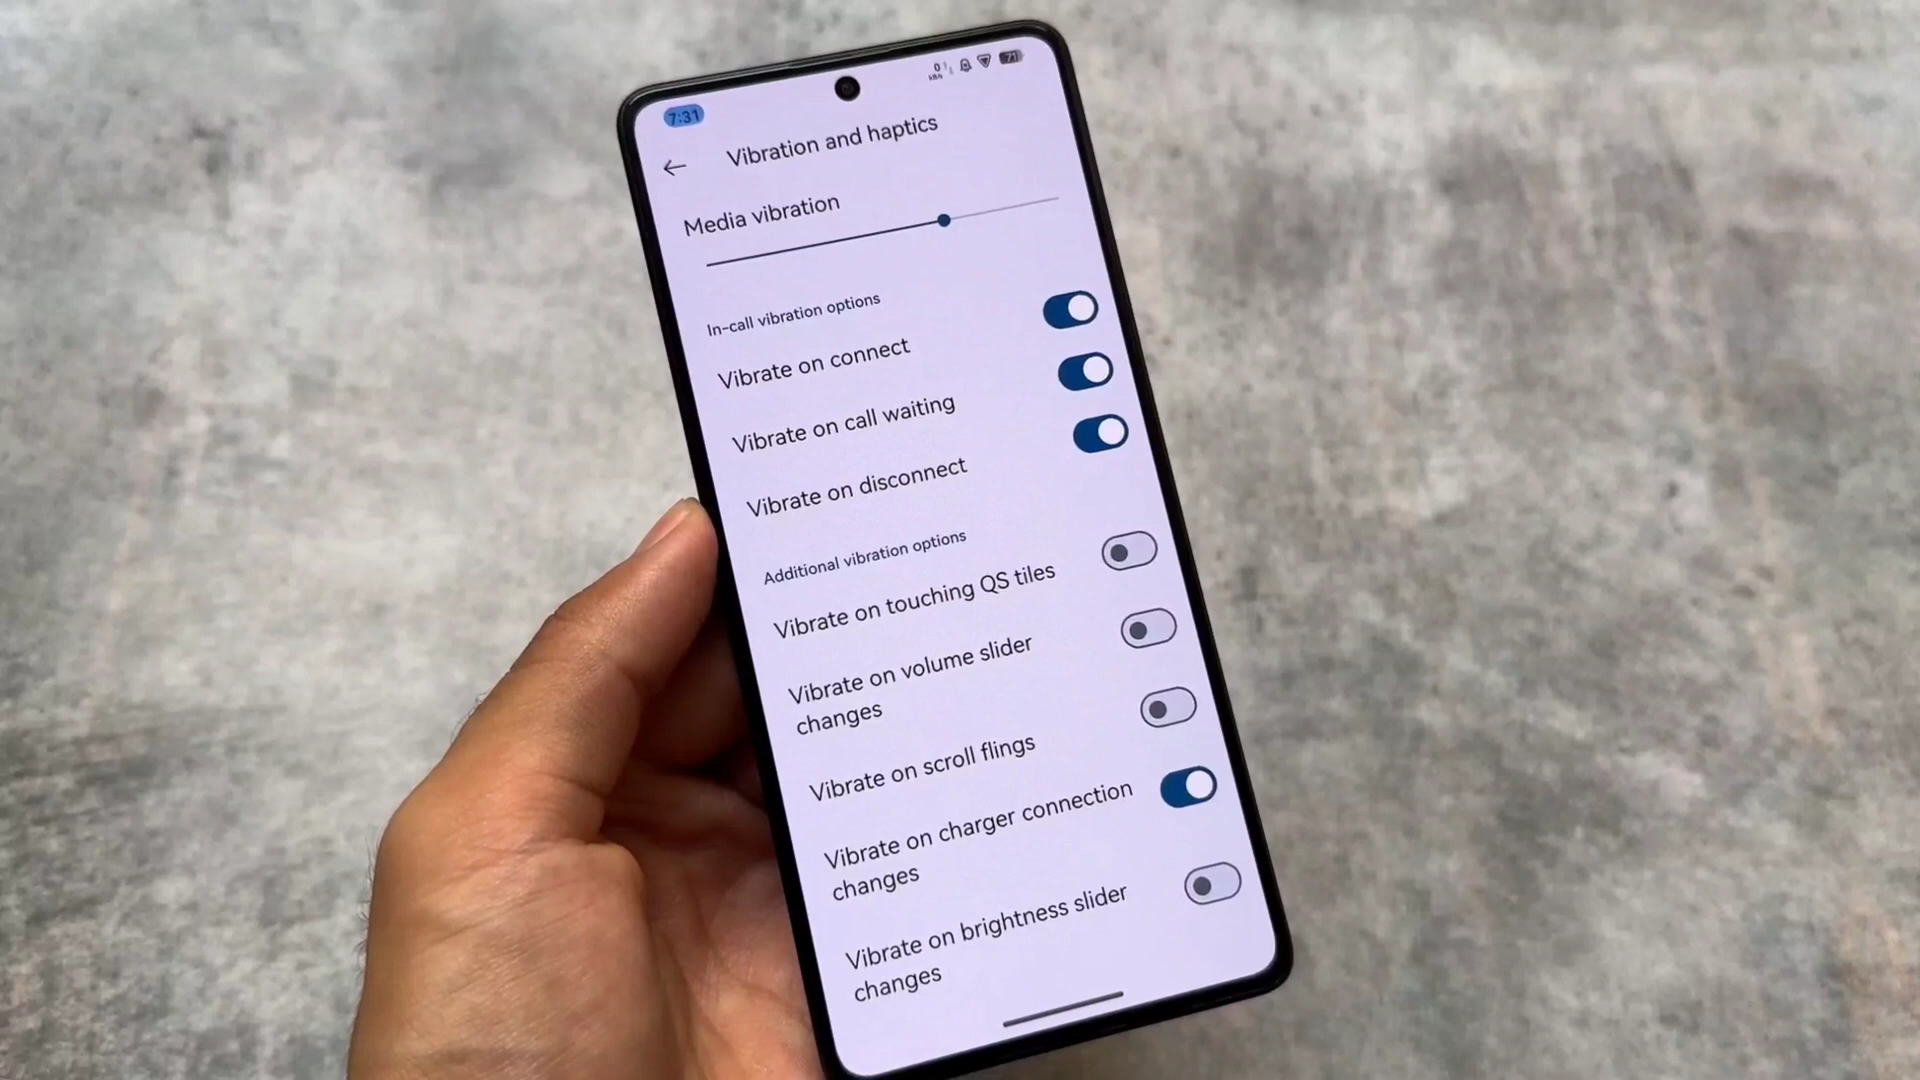 7:31
0
71
Vibration and haptics
Media vibration
In-call vibration options
Vibrate on connect
Vibrate on call waiting
Vibrate on disconnect
Additional vibration options
Vibrate on touching QS tiles
Vibrate on volume slider
changes
Vibrate on scroll flings
Vibrate on charger connection
changes
Vibrate on brightness slider
changes